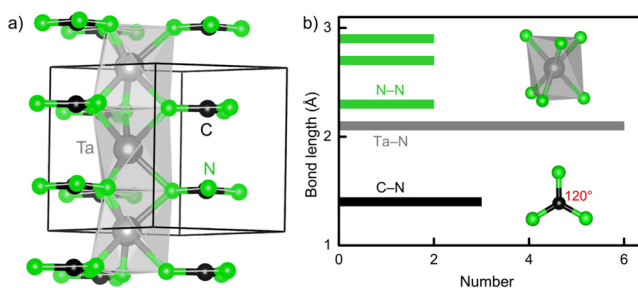 a)
C
Ta
N
b)
3
N–N
Ta–N
2
C–N
120°
1
0
2
4
6
Bond length (Å)
Number